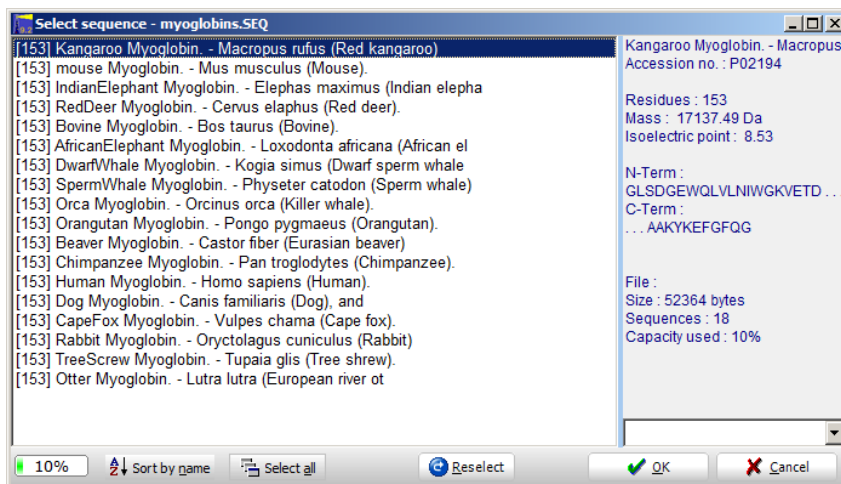 9.2 Select sequence - myoglobins.SEQ
[153] Kangaroo Myoglobin. - Macropus rufus (Red kangaroo)
[153] mouse Myoglobin. - Mus musculus (Mouse).
[153] IndianElephant Myoglobin. - Elephas maximus (Indian elepha
[153] RedDeer Myoglobin. - Cervus elaphus (Red deer).
[153] Bovine Myoglobin. - Bos taurus (Bovine).
[153] AfricanElephant Myoglobin. - Loxodonta africana (African el
[153] DwarfWhale Myoglobin. - Kogia simus (Dwarf sperm whale
[153] SpermWhale Myoglobin. - Physeter catodon (Sperm whale)
[153] Orca Myoglobin. - Orcinus orca (Killer whale).
[153] Orangutan Myoglobin. - Pongo pygmaeus (Orangutan).
[153] Beaver Myoglobin. - Castor fiber (Eurasian beaver)
[153] Chimpanzee Myoglobin. - Pan troglodytes (Chimpanzee).
[153] Human Myoglobin. - Homo sapiens (Human).
[153] Dog Myoglobin. - Canis familiaris (Dog), and
[153] CapeFox Myoglobin. - Vulpes chama (Cape fox).
[153] Rabbit Myoglobin. - Oryctolagus cuniculus (Rabbit)
[153] TreeScrew Myoglobin. - Tupaia glis (Tree shrew).
[153] Otter Myoglobin. - Lutra lutra (European river ot
Kangaroo Myoglobin. - Macropus
Accession no. : P02194
Residues : 153
Mass : 17137.49 Da
Isoelectric point : 8.53
N-Term :
GLSDGEWQLVLNIWGKVETD . . .
C-Term :
. . . AAKYKEFGFQG
File :
Size : 52364 bytes
Sequences : 18
Capacity used : 10%
10% Sort by name Select all Reselect OK Cancel